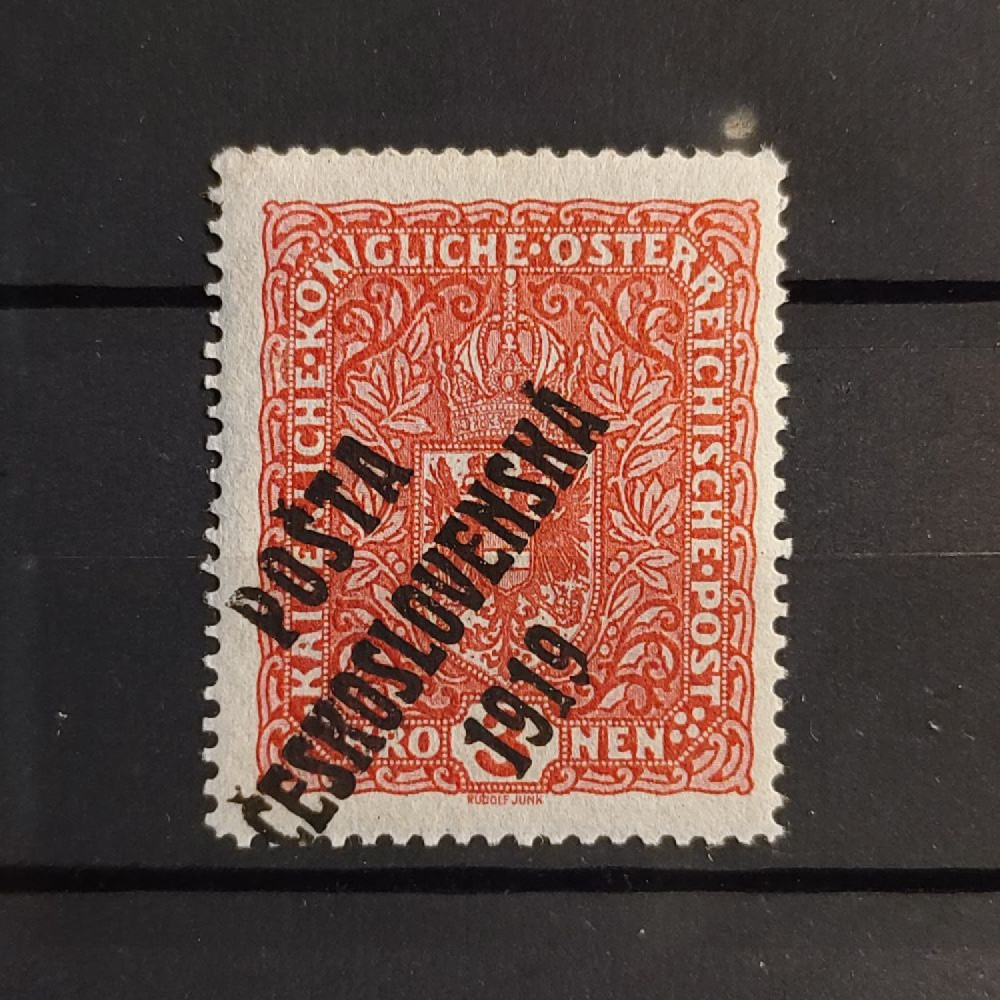 KAISERLICHE·KÖNIGLICHE·ÖSTERREICHISCHE·POST
POŠTA
ČESKOSLOVENSKÁ
1919
KRONEN
RUDOLF JUNK